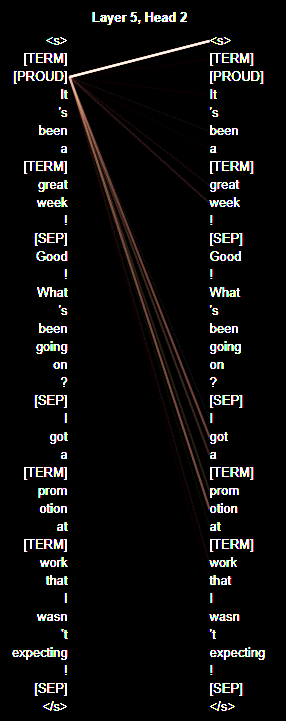 Layer 5, Head 2
<s> <s>
[TERM] [TERM]
[PROUD] [PROUD]
It It
's 's
been been
a a
[TERM] [TERM]
great great
week week
! !
[SEP] [SEP]
Good Good
! !
What What
's 's
been been
going going
on on
? ?
[SEP] [SEP]
I I
got got
a a
[TERM] [TERM]
prom prom
otion otion
at at
[TERM] [TERM]
work work
that that
I I
wasn wasn
't 't
expecting expecting
! !
[SEP] [SEP]
</s> </s>